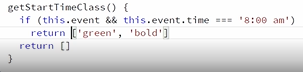 getStartTimeClass() {
  if (this.event && this.event.time === '8:00 am')
    return ['green', 'bold']
  return []
}